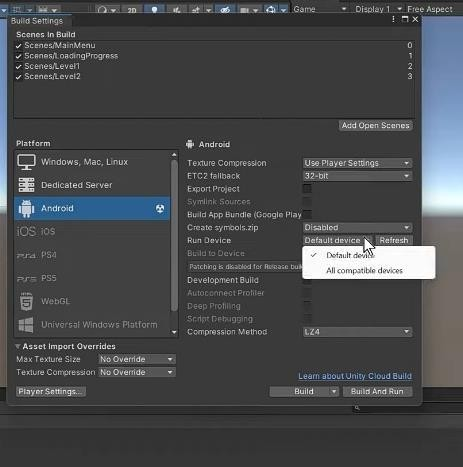 2D
Game
Display 1
Free Aspect
Build Settings
Scenes In Build
Scenes/MainMenu 0
Scenes/LoadingProgress 1
Scenes/Level1 2
Scenes/Level2 3
Add Open Scenes
Platform
Windows, Mac, Linux
Dedicated Server
Android
iOS iOS
PS4 PS4
PS5 PS5
WebGL
Universal Windows Platform
Android
Texture Compression Use Player Settings
ETC2 fallback 32-bit
Export Project
Symlink Sources
Build App Bundle (Google Play
Create symbols.zip Disabled
Run Device Default device Refresh
Build to Device
Default device
All compatible devices
Patching is disabled for Release buil
Development Build
Autoconnect Profiler
Deep Profiling
Script Debugging
Compression Method LZ4
Asset Import Overrides
Max Texture Size No Override
Texture Compression No Override
Learn about Unity Cloud Build
Player Settings...
Build
Build And Run